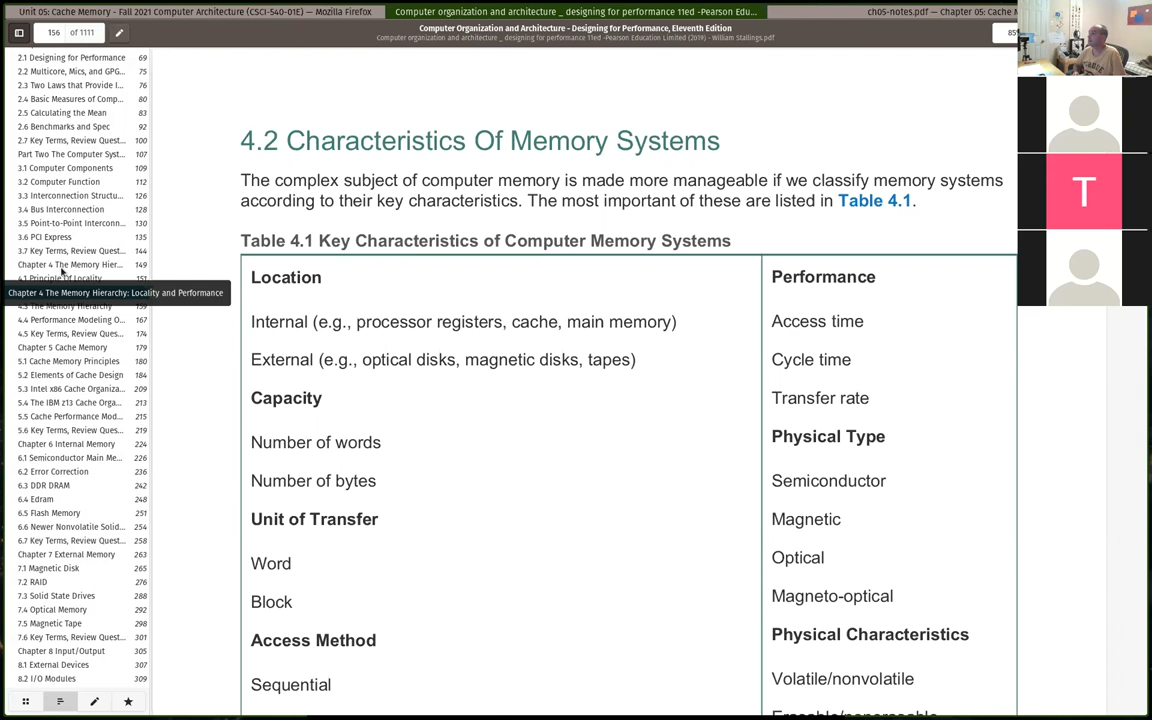 Unit 05: Cache Memory - Fall 2021 Computer Architecture (CSCI-540-01E) — Mozilla Firefox
Computer organization and architecture _ designing for performance 11ed -Pearson Edu...
ch05-notes.pdf — Chapter 05: Cache M
156 of 1111
Computer Organization and Architecture - Designing for Performance, Eleventh Edition
Computer organization and architecture _ designing for performance 11ed -Pearson Education Limited (2019) - William Stallings.pdf
85
2.1 Designing for Performance 69
2.2 Multicore, Mics, and GPG... 75
2.3 Two Laws that Provide I... 76
2.4 Basic Measures of Comp... 80
2.5 Calculating the Mean 83
2.6 Benchmarks and Spec 92
2.7 Key Terms, Review Quest... 100
Part Two The Computer Syst... 107
3.1 Computer Components 109
3.2 Computer Function 112
3.3 Interconnection Structu... 126
3.4 Bus Interconnection 128
3.5 Point-to-Point Interconn... 130
3.6 PCI Express 135
3.7 Key Terms, Review Quest... 144
Chapter 4 The Memory Hier... 149
4.1 Principle Of Locality 151
Chapter 4 The Memory Hierarchy: Locality and Performance
4.3 The Memory Hierarchy 159
4.4 Performance Modeling O... 167
4.5 Key Terms, Review Ques... 174
Chapter 5 Cache Memory 179
5.1 Cache Memory Principles 180
5.2 Elements of Cache Design 184
5.3 Intel x86 Cache Organiza... 209
5.4 The IBM z13 Cache Orga... 213
5.5 Cache Performance Mod... 215
5.6 Key Terms, Review Ques... 219
Chapter 6 Internal Memory 224
6.1 Semiconductor Main Me... 226
6.2 Error Correction 236
6.3 DDR DRAM 242
6.4 Edram 248
6.5 Flash Memory 251
6.6 Newer Nonvolatile Solid... 254
6.7 Key Terms, Review Quest... 258
Chapter 7 External Memory 263
7.1 Magnetic Disk 265
7.2 RAID 276
7.3 Solid State Drives 288
7.4 Optical Memory 292
7.5 Magnetic Tape 298
7.6 Key Terms, Review Quest... 301
Chapter 8 Input/Output 305
8.1 External Devices 307
8.2 I/O Modules 309
4.2 Characteristics Of Memory Systems
The complex subject of computer memory is made more manageable if we classify memory systems
according to their key characteristics. The most important of these are listed in Table 4.1.
Table 4.1 Key Characteristics of Computer Memory Systems
Location
Internal (e.g., processor registers, cache, main memory)
External (e.g., optical disks, magnetic disks, tapes)
Capacity
Number of words
Number of bytes
Unit of Transfer
Word
Block
Access Method
Sequential
Performance
Access time
Cycle time
Transfer rate
Physical Type
Semiconductor
Magnetic
Optical
Magneto-optical
Physical Characteristics
Volatile/nonvolatile
Erasable/nonerasable
T